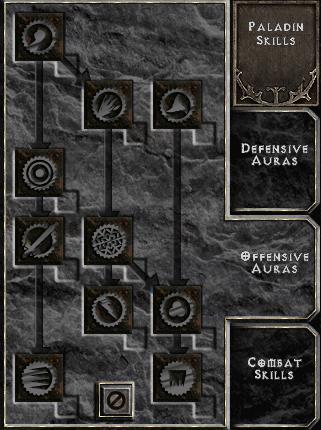 Paladin
Skills
Defensive
Auras
Offensive
Auras
Combat
Skills